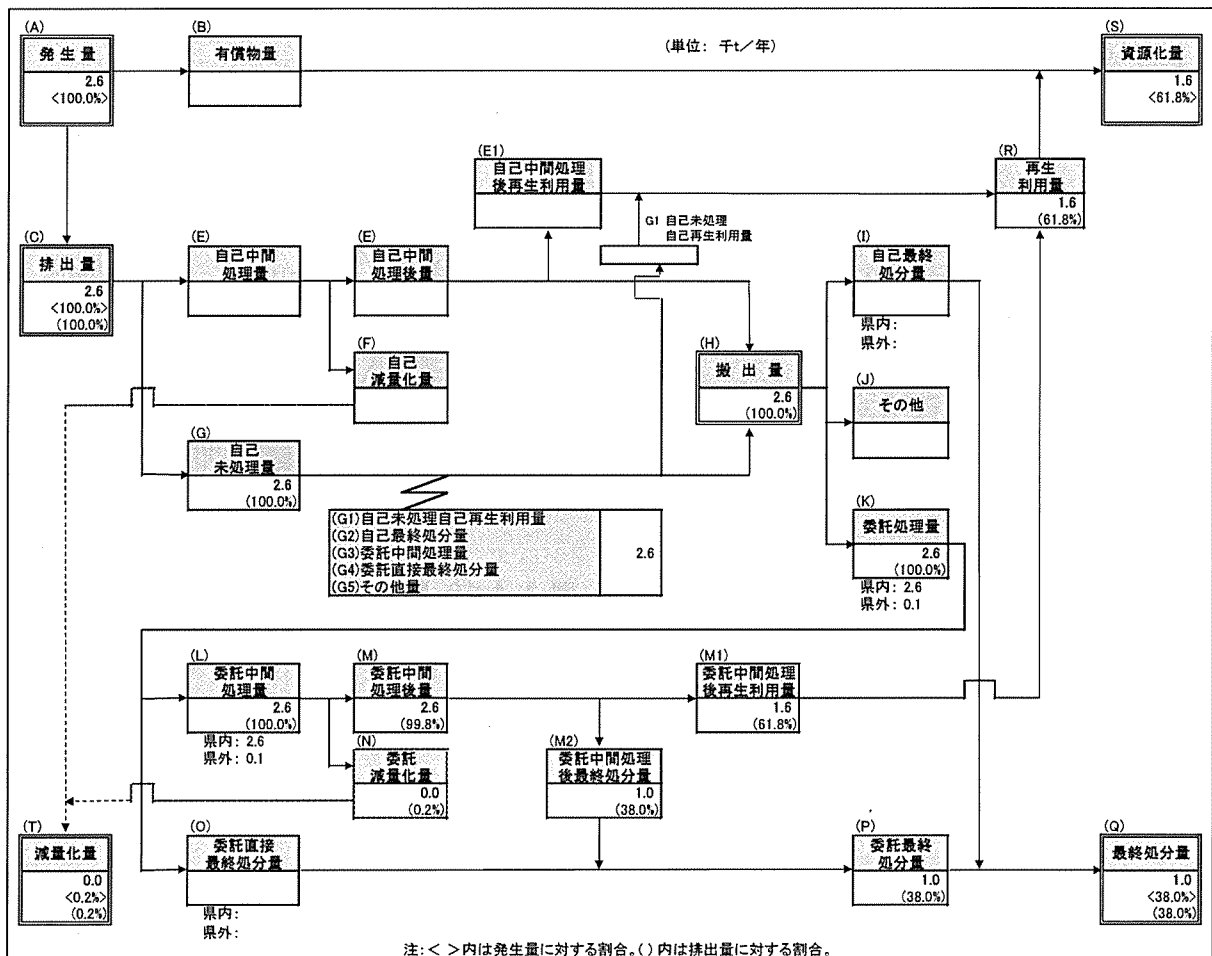 (A)
発生量
2.6
<100.0%>
(B)
有償物量
(単位: 千t/年)
(S)
資源化量
1.6
<61.8%>
(E1)
自己中間処理
後再生利用量
(R)
再生
利用量
1.6
(61.8%)
G1 自己未処理
自己再生利用量
(C)
排出量
2.6
<100.0%>
(100.0%)
(E)
自己中間
処理量
(E)
自己中間
処理後量
(I)
自己最終
処分量
県内:
県外:
(F)
自己
減量化量
(H)
搬出量
2.6
(100.0%)
(J)
その他
(G)
自己
未処理量
2.6
(100.0%)
(G1)自己未処理自己再生利用量
(G2)自己最終処分量
(G3)委託中間処理量
(G4)委託直接最終処分量
(G5)その他量
2.6
(K)
委託処理量
2.6
(100.0%)
県内: 2.6
県外: 0.1
(L)
委託中間
処理量
2.6
(100.0%)
県内: 2.6
県外: 0.1
(M)
委託中間
処理後量
2.6
(99.8%)
(M1)
委託中間処理
後再生利用量
1.6
(61.8%)
(N)
委託
減量化量
0.0
(0.2%)
(M2)
委託中間処理
後最終処分量
1.0
(38.0%)
(T)
減量化量
0.0
<0.2%>
(0.2%)
(O)
委託直接
最終処分量
県内:
県外:
(P)
委託最終
処分量
1.0
(38.0%)
(Q)
最終処分量
1.0
<38.0%>
(38.0%)
注:< >内は発生量に対する割合。( )内は排出量に対する割合。